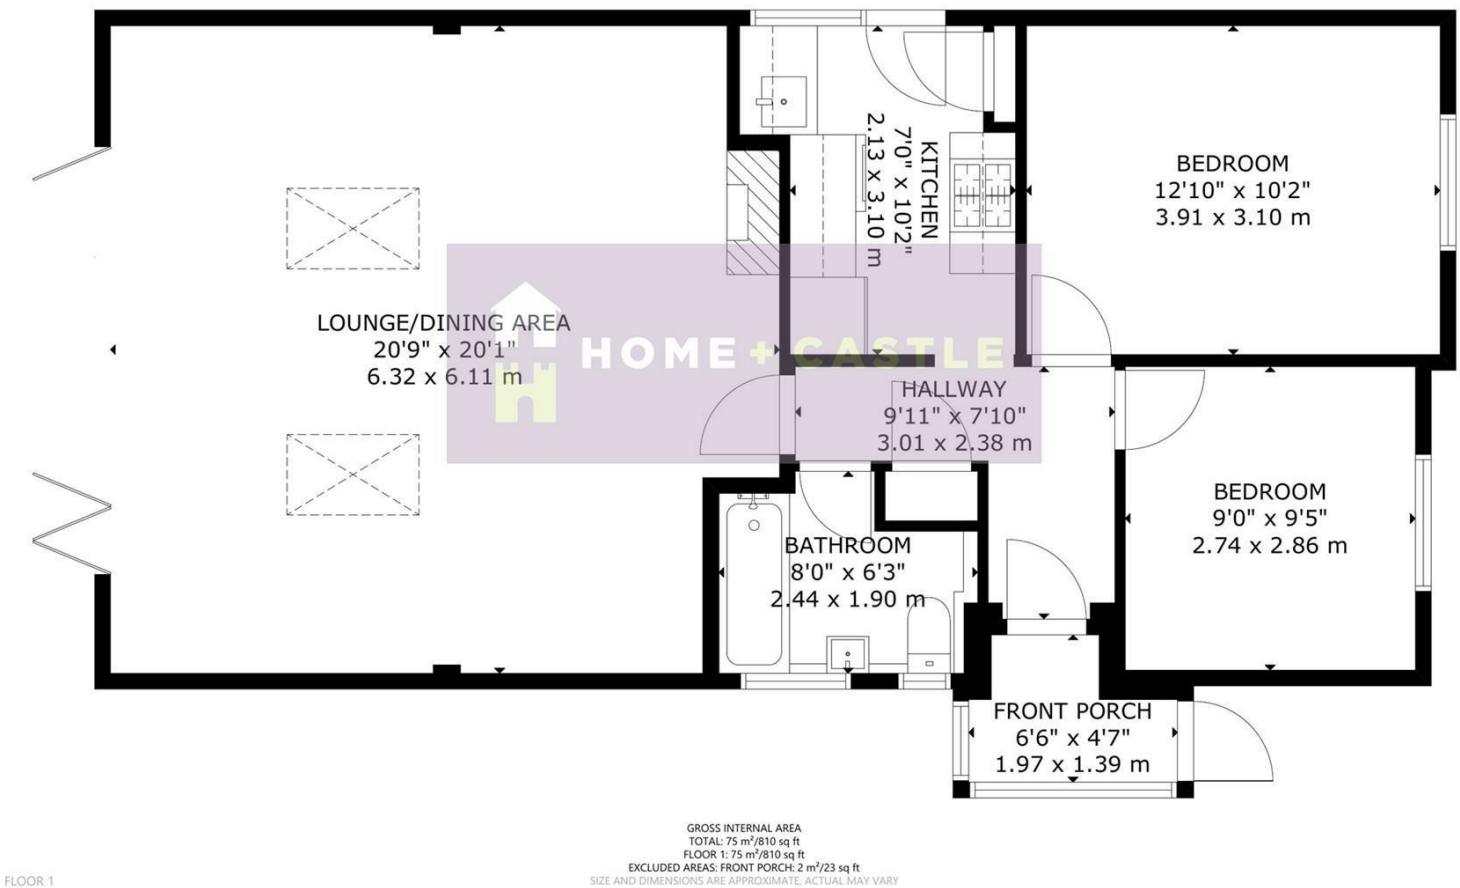 KITCHEN
7'0" x 10'2"
2.13 x 3.10 m
BEDROOM
12'10" x 10'2"
3.91 x 3.10 m
LOUNGE/DINING AREA
20'9" x 20'1"
6.32 x 6.11 m
HOME + CASTLE
HALLWAY
9'11" x 7'10"
3.01 x 2.38 m
BEDROOM
9'0" x 9'5"
2.74 x 2.86 m
BATHROOM
8'0" x 6'3"
2.44 x 1.90 m
FRONT PORCH
6'6" x 4'7"
1.97 x 1.39 m
GROSS INTERNAL AREA
TOTAL: 75 m²/810 sq ft
FLOOR 1: 75 m²/810 sq ft
EXCLUDED AREAS: FRONT PORCH: 2 m²/23 sq ft
SIZE AND DIMENSIONS ARE APPROXIMATE, ACTUAL MAY VARY
FLOOR 1